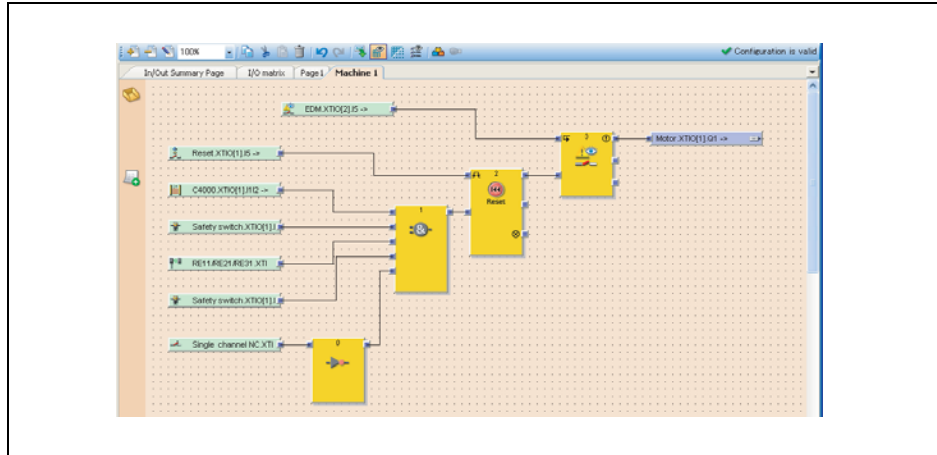 100%
Configuration is valid
In/Out Summary Page
I/O matrix
Page1
Machine 1
EDM.XTIO[2].I5 ->
3
Motor.XTIO[1].Q1 ->
Reset.XTIO[1].I5 ->
2
Reset
C4000.XTIO[1].I1I2 ->
1
&
Safety switch.XTIO[1].I
RE11/RE21/RE31.XTI
Safety switch.XTIO[1].I
Single channel NC.XTI
0